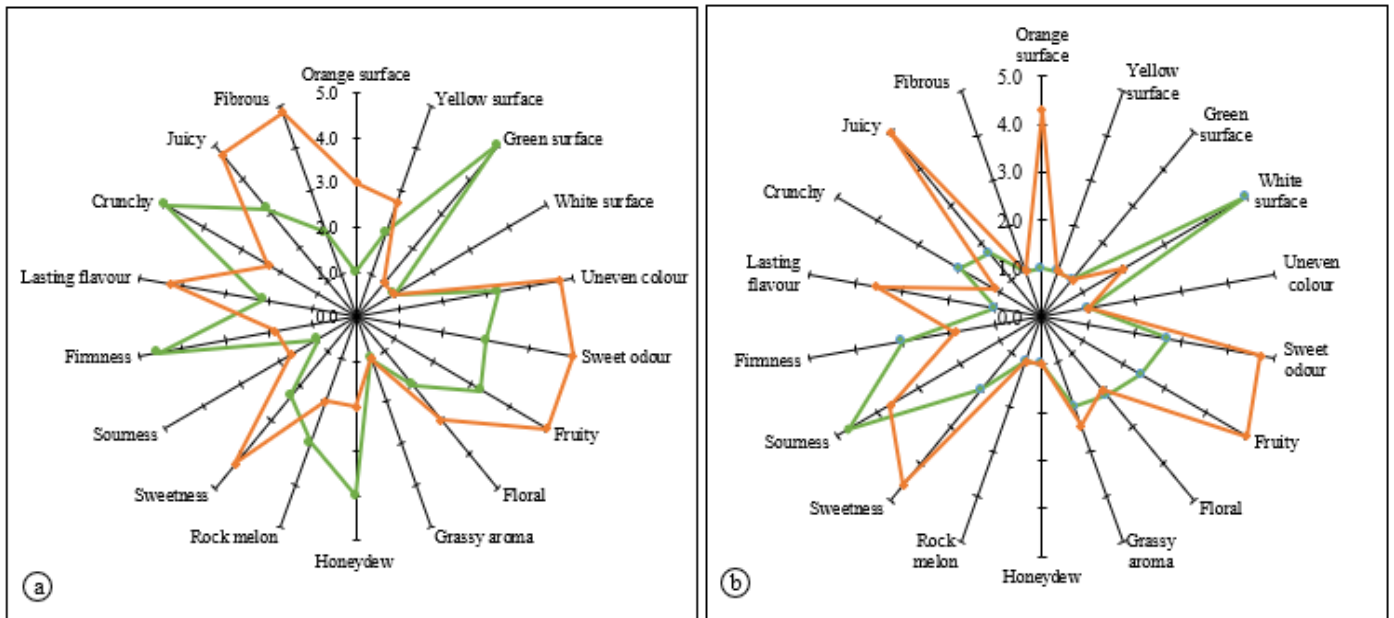 Orange surface
5.0
4.0
3.0
2.0
1.0
0.0
Yellow surface
Green surface
White surface
Uneven colour
Sweet odour
Fruity
Floral
Grassy aroma
Honeydew
Rock melon
Sweetness
Sourness
Firmness
Lasting flavour
Crunchy
Juicy
Fibrous
a
Orange
surface
5.0
4.0
3.0
2.0
1.0
0.0
Yellow
surface
Green
surface
White
surface
Uneven
colour
Sweet
odour
Fruity
Floral
Grassy
aroma
Honeydew
Rock
melon
Sweetness
Sourness
Firmness
Lasting
flavour
Crunchy
Juicy
Fibrous
b